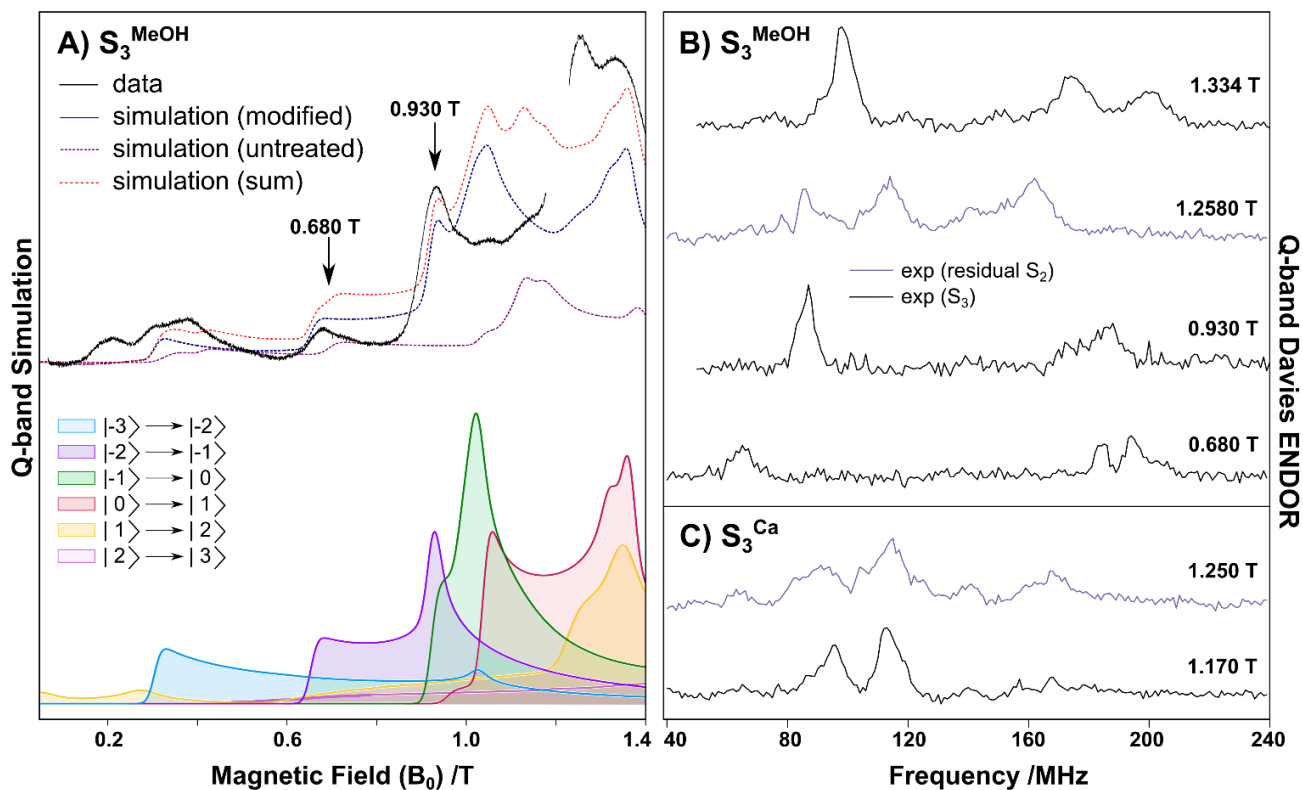 A) S₃ᴹᵉᴼᴴ
data
simulation (modified)
simulation (untreated)
simulation (sum)
0.930 T
0.680 T
|-3⟩ → |-2⟩
|-2⟩ → |-1⟩
|-1⟩ → | 0⟩
| 0⟩ → | 1⟩
| 1⟩ → | 2⟩
| 2⟩ → | 3⟩
0.2 0.6 1.0 1.4
Magnetic Field (B₀) /T
Q-band Simulation
B) S₃ᴹᵉᴼᴴ
1.334 T
1.2580 T
exp (residual S₂)
exp (S₃)
0.930 T
0.680 T
C) S₃ᶜᵃ
1.250 T
1.170 T
40 80 120 160 200 240
Frequency /MHz
Q-band Davies ENDOR